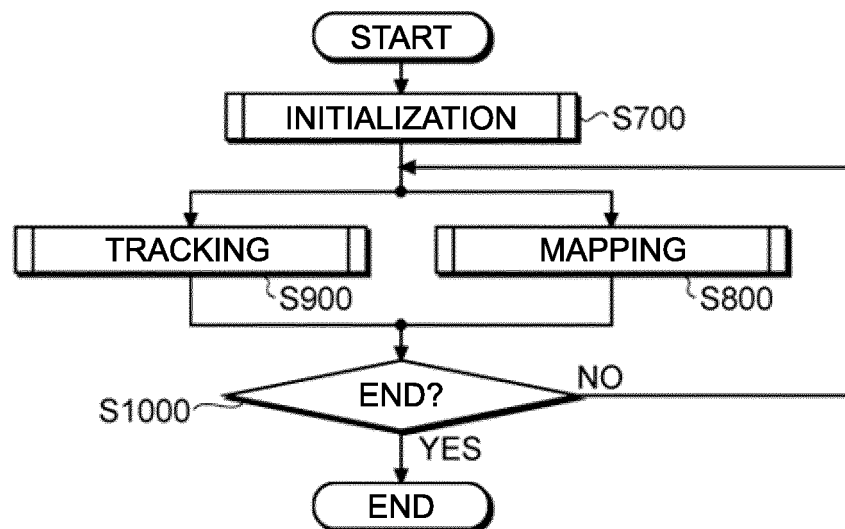 START
INITIALIZATION
S700
TRACKING
MAPPING
S900
S800
END?
NO
S1000
YES
END